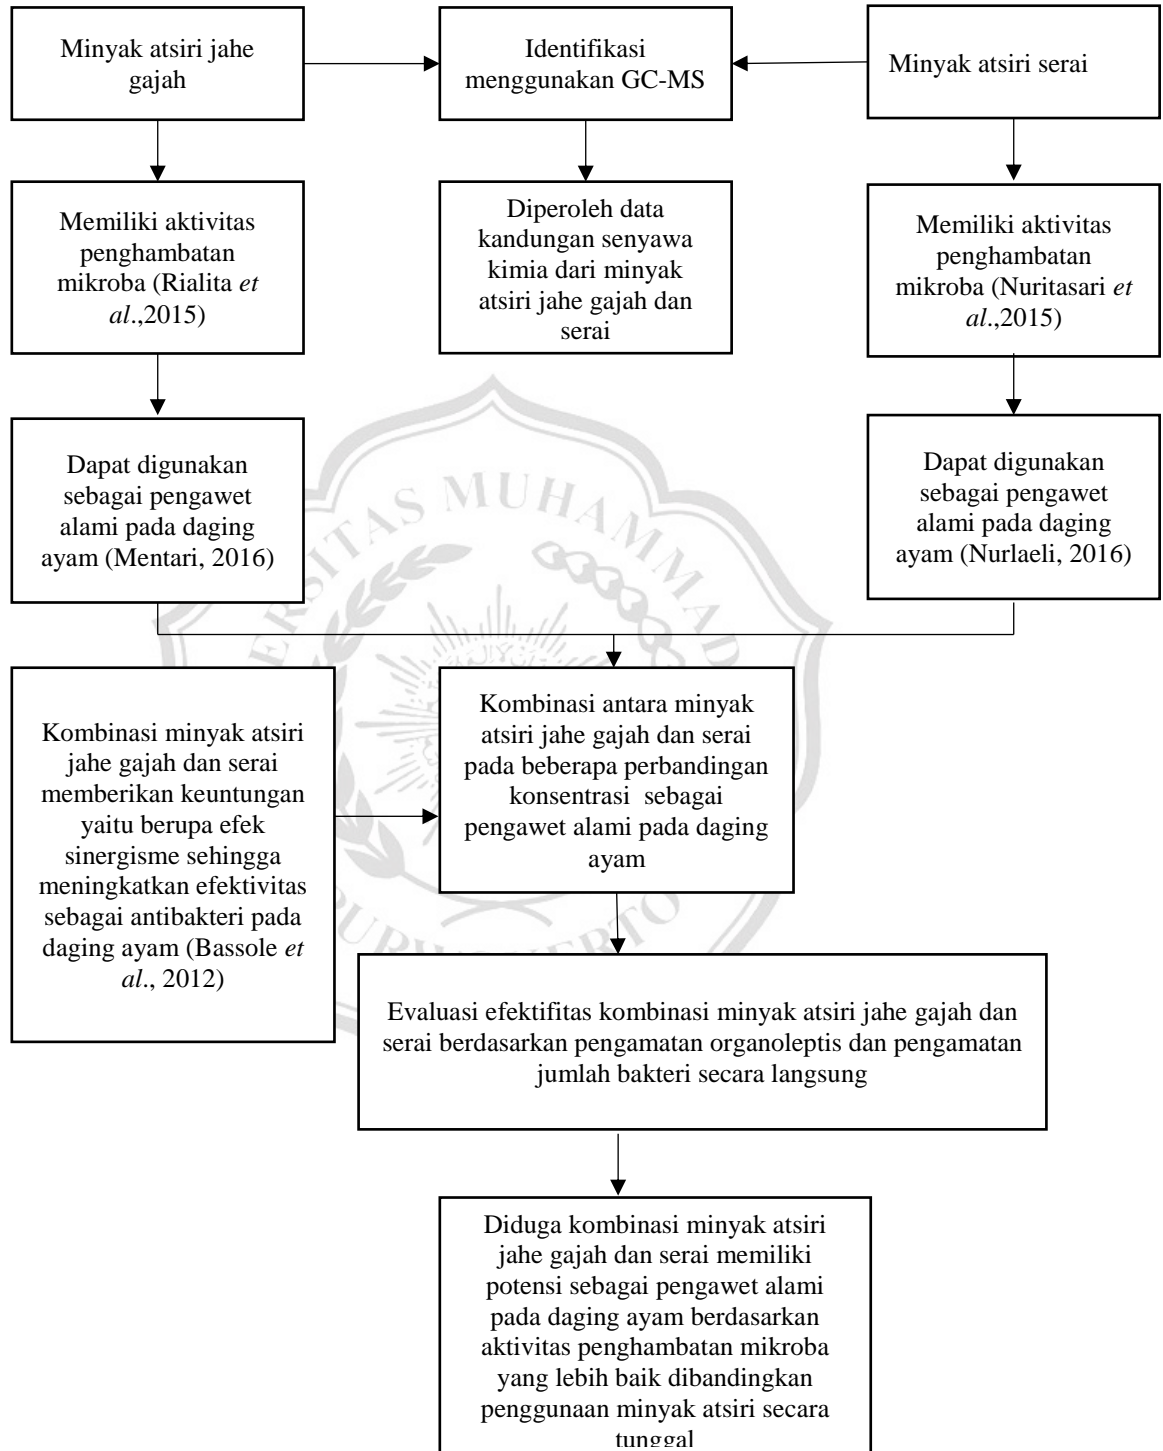 Minyak atsiri jahe
gajah
Identifikasi
menggunakan GC-MS
Minyak atsiri serai
Memiliki aktivitas
penghambatan
mikroba (Rialita et
al.,2015)
Diperoleh data
kandungan senyawa
kimia dari minyak
atsiri jahe gajah dan
serai
Memiliki aktivitas
penghambatan
mikroba (Nuritasari et
al.,2015)
Dapat digunakan
sebagai pengawet
alami pada daging
ayam (Mentari, 2016)
Dapat digunakan
sebagai pengawet
alami pada daging
ayam (Nurlaeli, 2016)
Kombinasi minyak atsiri
jahe gajah dan serai
memberikan keuntungan
yaitu berupa efek
sinergisme sehingga
meningkatkan efektivitas
sebagai antibakteri pada
daging ayam (Bassole et
al., 2012)
Kombinasi antara minyak
atsiri jahe gajah dan serai
pada beberapa perbandingan
konsentrasi sebagai
pengawet alami pada daging
ayam
Evaluasi efektifitas kombinasi minyak atsiri jahe gajah dan
serai berdasarkan pengamatan organoleptis dan pengamatan
jumlah bakteri secara langsung
Diduga kombinasi minyak atsiri
jahe gajah dan serai memiliki
potensi sebagai pengawet alami
pada daging ayam berdasarkan
aktivitas penghambatan mikroba
yang lebih baik dibandingkan
penggunaan minyak atsiri secara
tunggal
ERSITAS MUHAMMAD